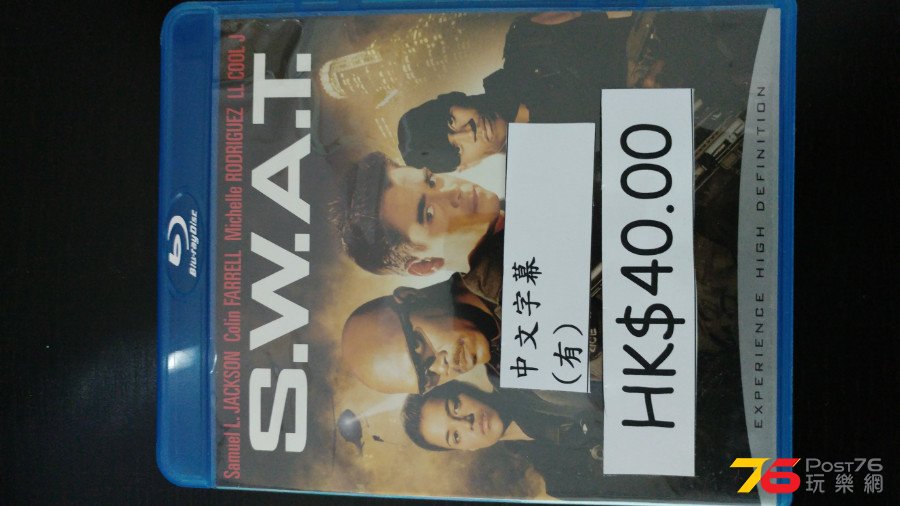 Blu-ray Disc
Samuel L. JACKSON Colin FARRELL Michelle RODRIGUEZ LL COOL J
S.W.A.T.
中文字幕
(有)
HK$40.00
EXPERIENCE HIGH DEFINITION
76 POST76
玩樂網